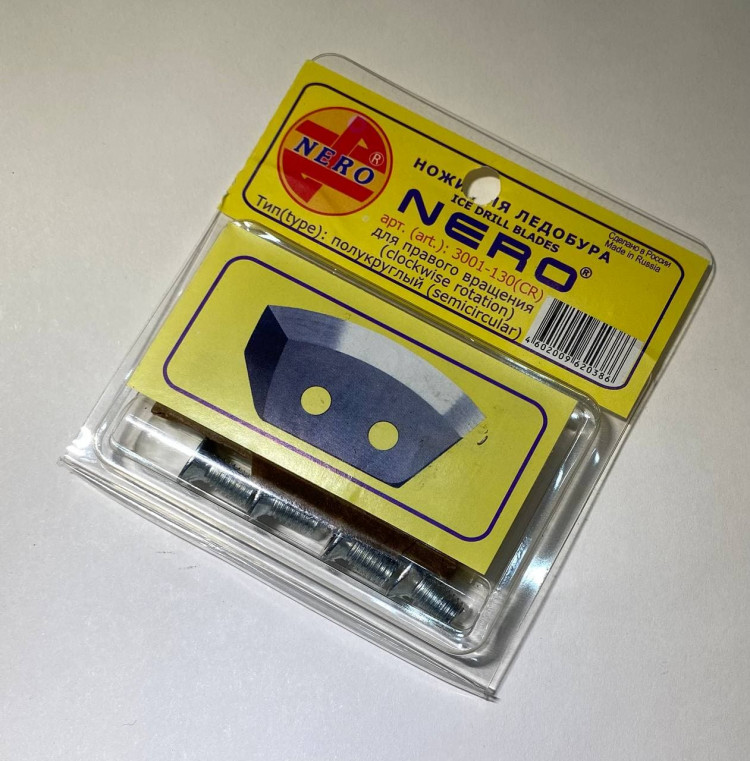 NERO®
НОЖИ ДЛЯ ЛЕДОБУРА
ICE DRILL BLADES
NERO®
Сделано в России
Made in Russia
арт. (art.): 3001-130(CR)
для правого вращения
(clockwise rotation)
Тип(type): полукруглый (semicircular)
4602009620386